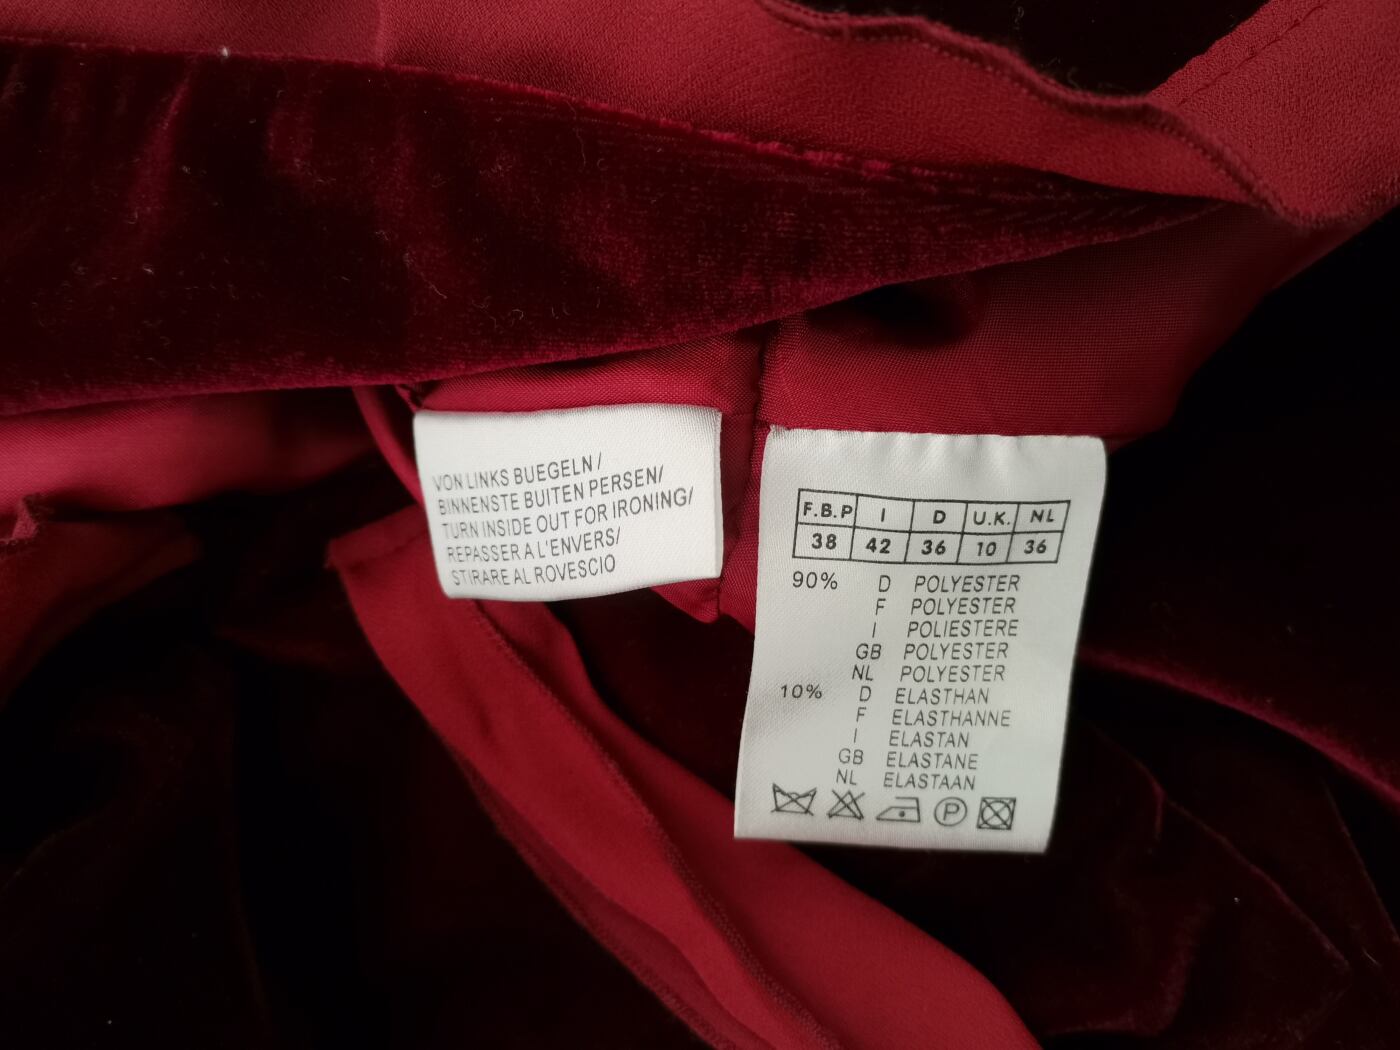 VON LINKS BUEGELN/
BINNENSTE BUITEN PERSEN/
TURN INSIDE OUT FOR IRONING/
REPASSER A L'ENVERS/
STIRARE AL ROVESCIO
F.B.P I D U.K. NL
38 42 36 10 36
90% D POLYESTER
F POLYESTER
I POLIESTERE
GB POLYESTER
NL POLYESTER
10% D ELASTHAN
F ELASTHANNE
I ELASTAN
GB ELASTANE
NL ELASTAAN
P